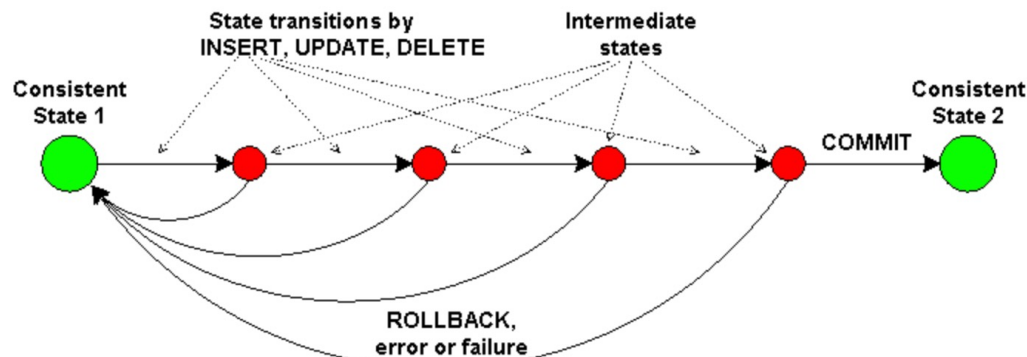 State transitions by
INSERT, UPDATE, DELETE
Intermediate
states
Consistent
State 1
Consistent
State 2
COMMIT
ROLLBACK,
error or failure